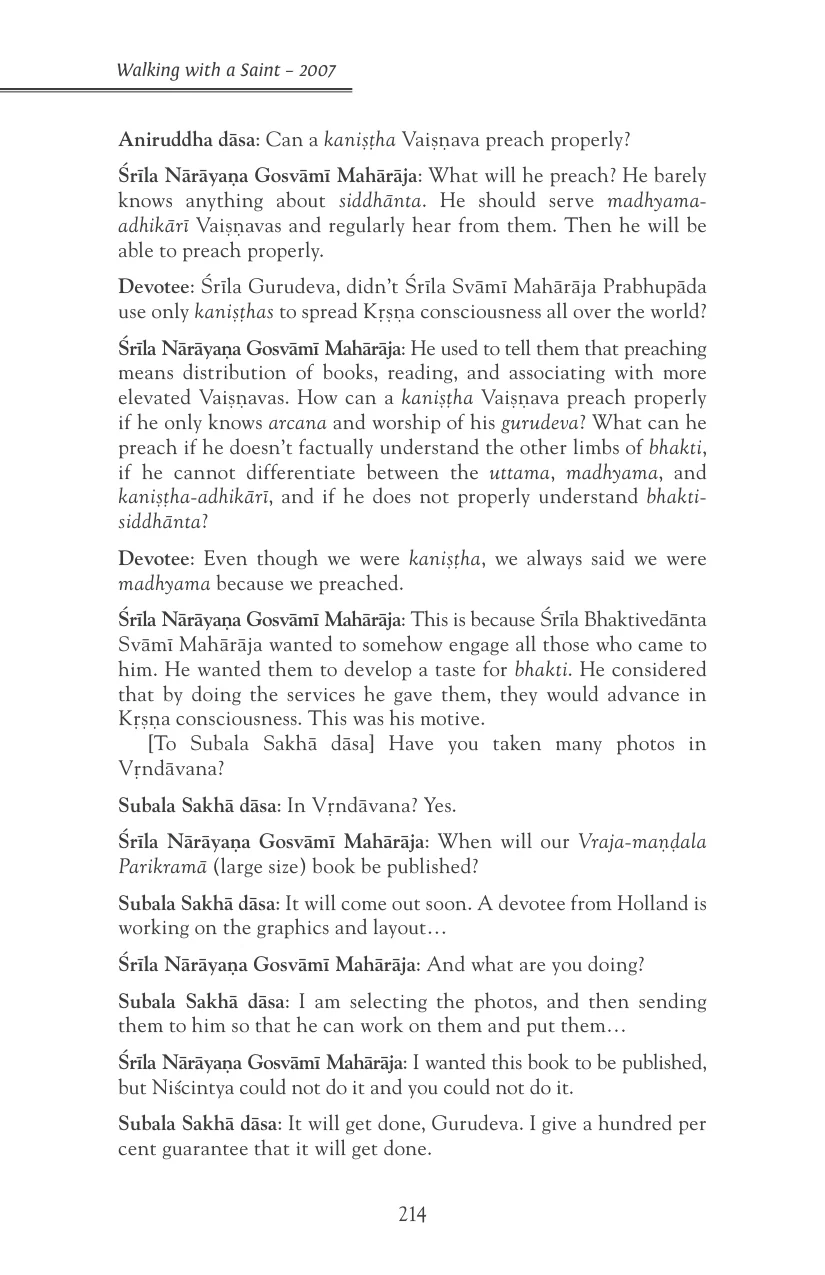 Walking with a Saint – 2007
Aniruddha dāsa: Can a kaniṣṭha Vaiṣṇava preach properly?
Śrīla Nārāyaṇa Gosvāmī Mahārāja: What will he preach? He barely
knows anything about siddhānta. He should serve madhyama-
adhikārī Vaiṣṇavas and regularly hear from them. Then he will be
able to preach properly.
Devotee: Śrīla Gurudeva, didn’t Śrīla Svāmī Mahārāja Prabhupāda
use only kaniṣṭhas to spread Kṛṣṇa consciousness all over the world?
Śrīla Nārāyaṇa Gosvāmī Mahārāja: He used to tell them that preaching
means distribution of books, reading, and associating with more
elevated Vaiṣṇavas. How can a kaniṣṭha Vaiṣṇava preach properly
if he only knows arcana and worship of his gurudeva? What can he
preach if he doesn’t factually understand the other limbs of bhakti,
if he cannot differentiate between the uttama, madhyama, and
kaniṣṭha-adhikārī, and if he does not properly understand bhakti-
siddhānta?
Devotee: Even though we were kaniṣṭha, we always said we were
madhyama because we preached.
Śrīla Nārāyaṇa Gosvāmī Mahārāja: This is because Śrīla Bhaktivedānta
Svāmī Mahārāja wanted to somehow engage all those who came to
him. He wanted them to develop a taste for bhakti. He considered
that by doing the services he gave them, they would advance in
Kṛṣṇa consciousness. This was his motive.
[To Subala Sakhā dāsa] Have you taken many photos in
Vṛndāvana?
Subala Sakhā dāsa: In Vṛndāvana? Yes.
Śrīla Nārāyaṇa Gosvāmī Mahārāja: When will our Vraja-maṇḍala
Parikramā (large size) book be published?
Subala Sakhā dāsa: It will come out soon. A devotee from Holland is
working on the graphics and layout…
Śrīla Nārāyaṇa Gosvāmī Mahārāja: And what are you doing?
Subala Sakhā dāsa: I am selecting the photos, and then sending
them to him so that he can work on them and put them…
Śrīla Nārāyaṇa Gosvāmī Mahārāja: I wanted this book to be published,
but Niścintya could not do it and you could not do it.
Subala Sakhā dāsa: It will get done, Gurudeva. I give a hundred per
cent guarantee that it will get done.
214